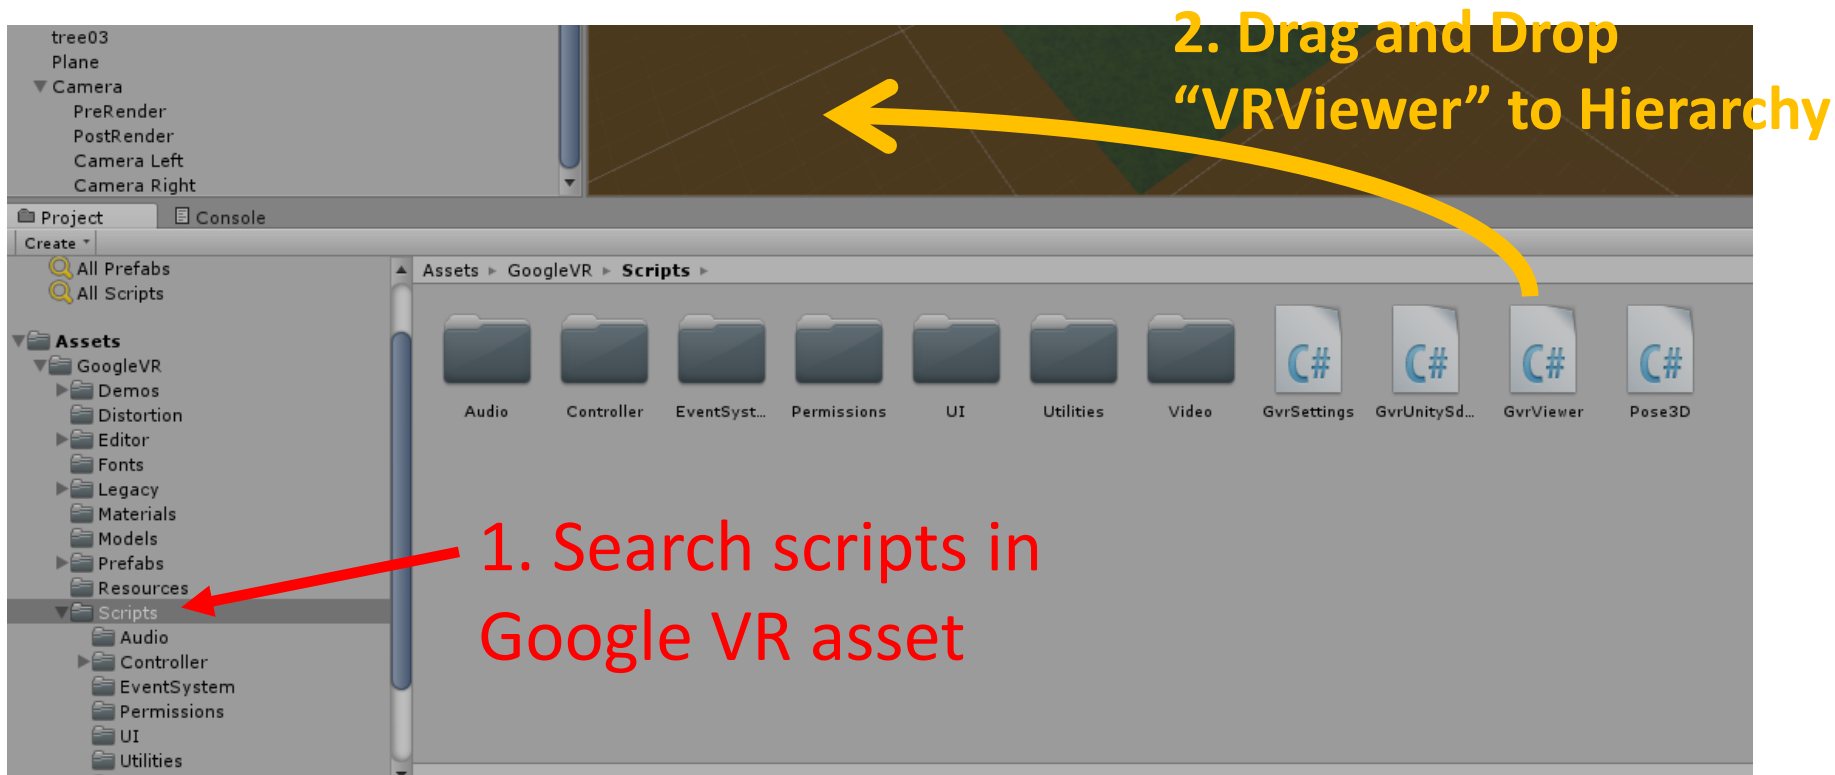 2. Drag and Drop
“VRViewer” to Hierarchy
tree03
Plane
Camera
PreRender
PostRender
Camera Left
Camera Right
Project
Console
Create
All Prefabs
All Scripts
Assets
GoogleVR
Demos
Distortion
Editor
Fonts
Legacy
Materials
Models
Prefabs
Resources
Scripts
Audio
Controller
EventSystem
Permissions
UI
Utilities
Assets GoogleVR Scripts
C# C# C# C#
Audio Controller EventSyst... Permissions UI Utilities Video GvrSettings GvrUnitySd... GvrViewer Pose3D
1. Search scripts in
Google VR asset